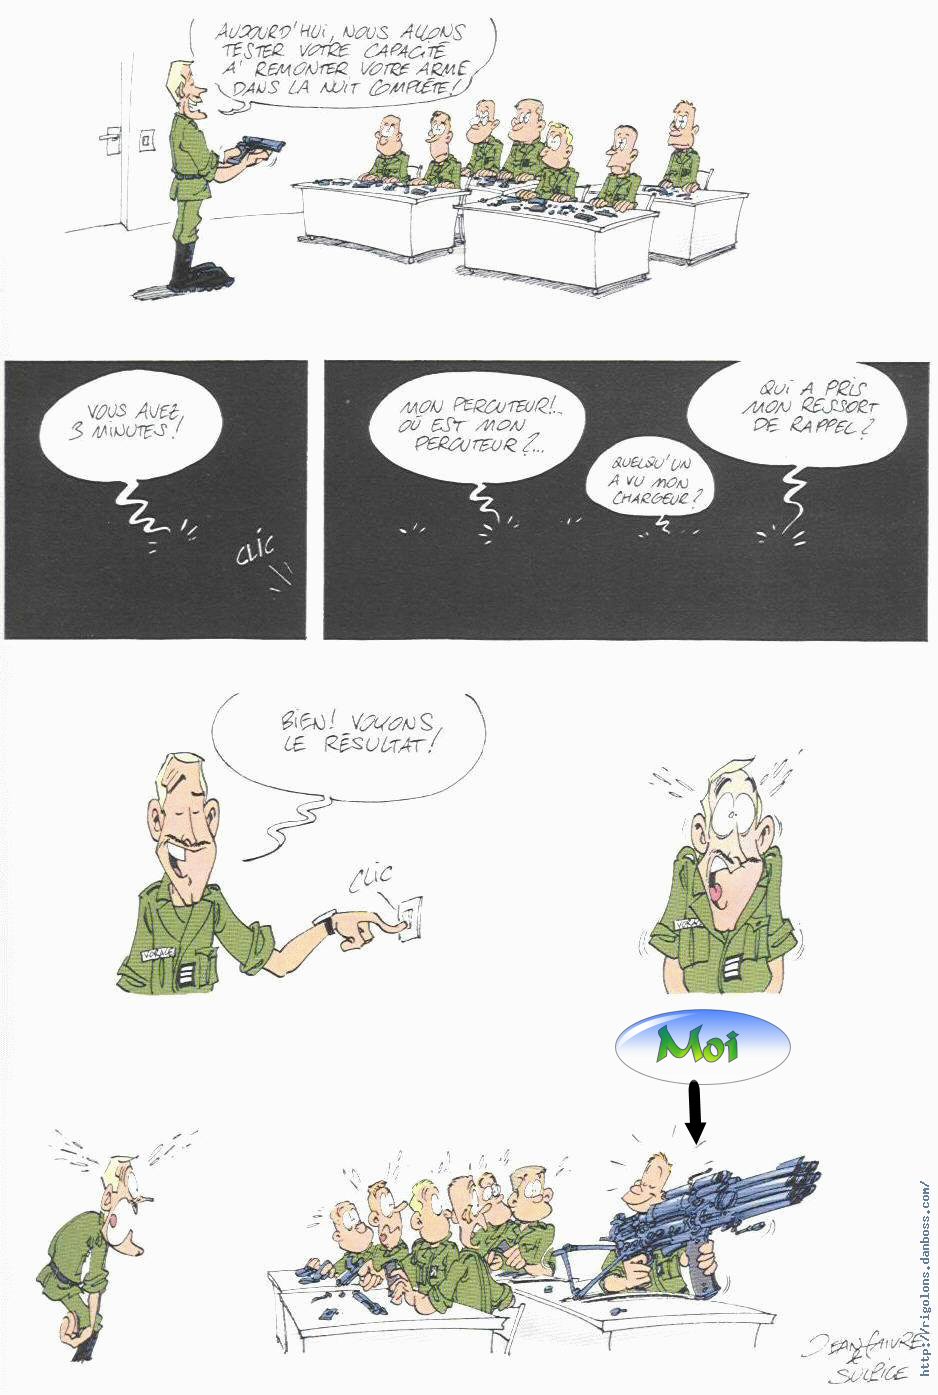 AUJOURD'HUI, NOUS ALLONS
TESTER VOTRE CAPACITÉ
A' REMONTER VOTRE ARME
DANS LA NUIT COMPLÈTE!
VOUS AVEZ,
3 MINUTES!
CLIC
MON PERCUTEUR!..
OÙ EST MON
PERCUTEUR?...
QUELQU'UN
A VU MON
CHARGEUR?
QUI A PRIS
MON RESSORT
DE RAPPEL?
BIEN! VOYONS
LE RÉSULTAT!
CLIC
Moi
JEAN FAIVRE
&
SULPICE
http://rigolons.danboss.com/